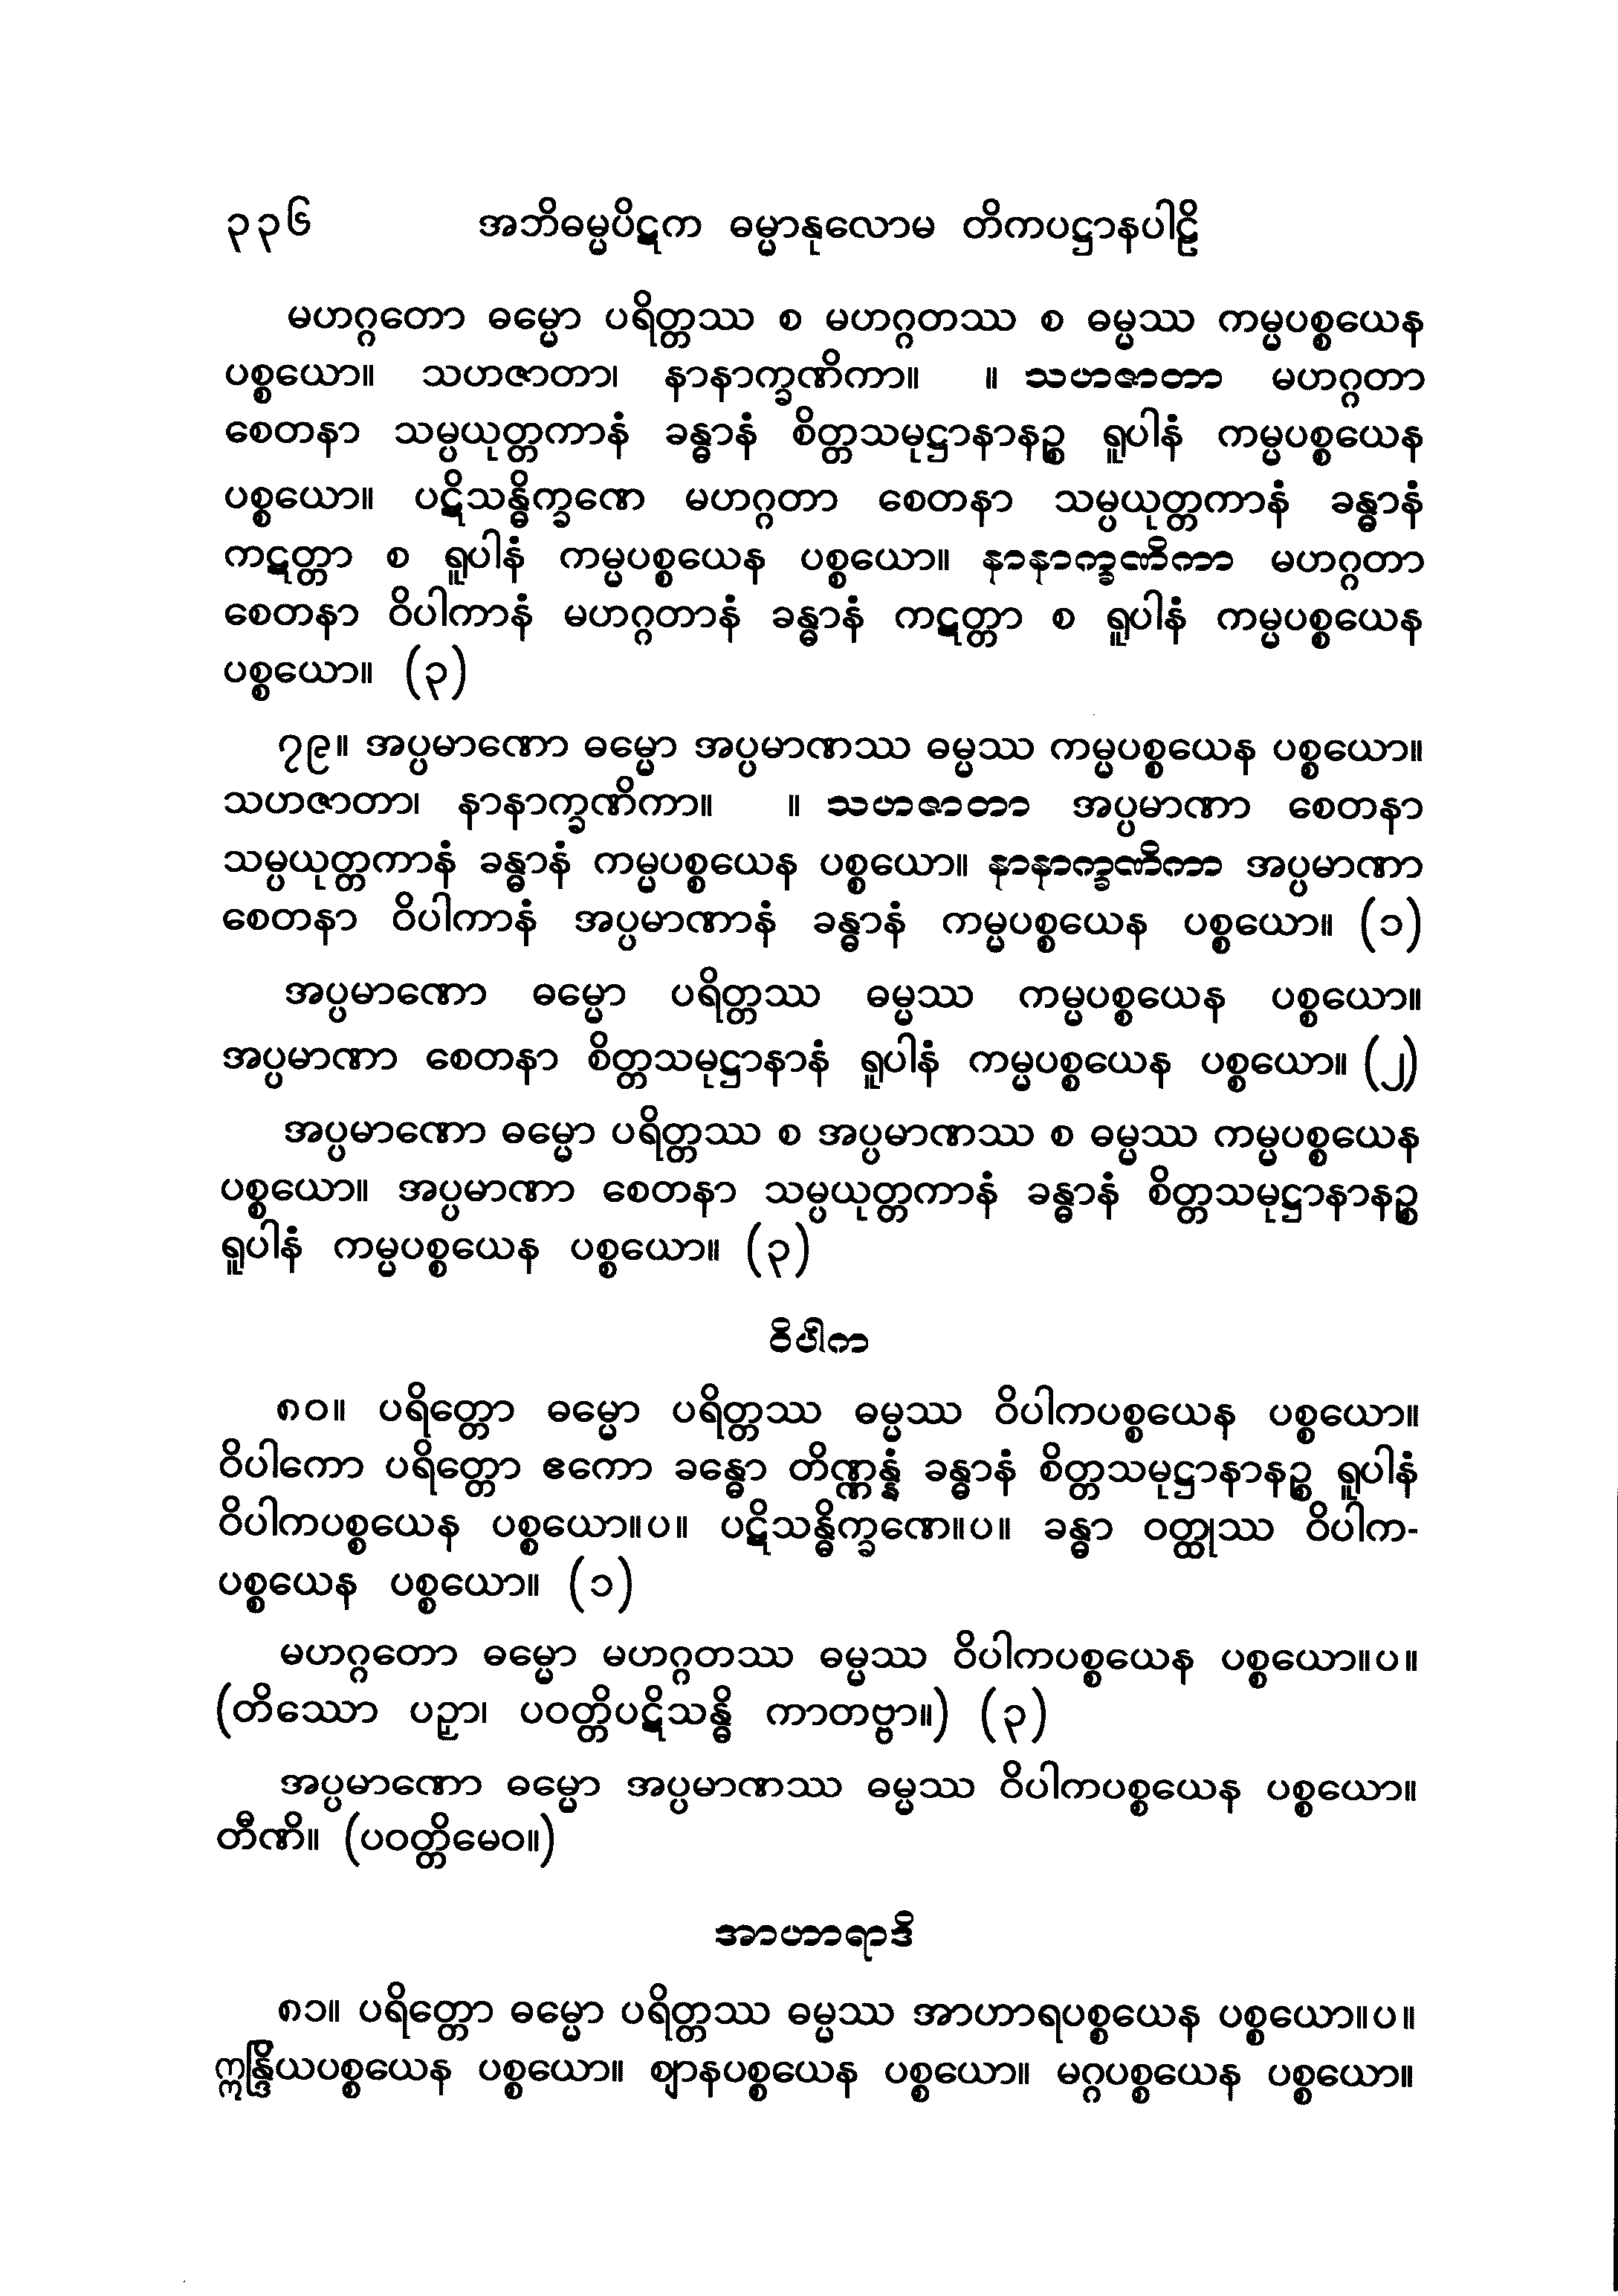 ၃၃၆ အဘိဓမ္မပိဋက ဓမ္မာနုလောမ တိကပဋ္ဌာနပါဠိ
မဟဂ္ဂတော ဓမ္မော ပရိတ္တဿ စ မဟဂ္ဂတဿ စ ဓမ္မဿ ကမ္မပစ္စယေန
ပစ္စယော။ သဟဇာတာ၊ နာနာက္ခဏိကာ။ ။ သဟဇာတာ မဟဂ္ဂတာ
စေတနာ သမ္ပယုတ္တကာနံ ခန္ဓာနံ စိတ္တသမုဋ္ဌာနာနဉ္စ ရူပါနံ ကမ္မပစ္စယေန
ပစ္စယော။ ပဋိသန္ဓိက္ခဏေ မဟဂ္ဂတာ စေတနာ သမ္ပယုတ္တကာနံ ခန္ဓာနံ
ကဋတ္တာ စ ရူပါနံ ကမ္မပစ္စယေန ပစ္စယော။ နာနာက္ခဏိကာ မဟဂ္ဂတာ
စေတနာ ဝိပါကာနံ မဟဂ္ဂတာနံ ခန္ဓာနံ ကဋတ္တာ စ ရူပါနံ ကမ္မပစ္စယေန
ပစ္စယော။ (၃)
၇၉။ အပ္ပမာဏော ဓမ္မော အပ္ပမာဏဿ ဓမ္မဿ ကမ္မပစ္စယေန ပစ္စယော။
သဟဇာတာ၊ နာနာက္ခဏိကာ။ ။ သဟဇာတာ အပ္ပမာဏာ စေတနာ
သမ္ပယုတ္တကာနံ ခန္ဓာနံ ကမ္မပစ္စယေန ပစ္စယော။ နာနာက္ခဏိကာ အပ္ပမာဏာ
စေတနာ ဝိပါကာနံ အပ္ပမာဏာနံ ခန္ဓာနံ ကမ္မပစ္စယေန ပစ္စယော။ (၁)
အပ္ပမာဏော ဓမ္မော ပရိတ္တဿ ဓမ္မဿ ကမ္မပစ္စယေန ပစ္စယော။
အပ္ပမာဏာ စေတနာ စိတ္တသမုဋ္ဌာနာနံ ရူပါနံ ကမ္မပစ္စယေန ပစ္စယော။ (၂)
အပ္ပမာဏော ဓမ္မော ပရိတ္တဿ စ အပ္ပမာဏဿ စ ဓမ္မဿ ကမ္မပစ္စယေန
ပစ္စယော။ အပ္ပမာဏာ စေတနာ သမ္ပယုတ္တကာနံ ခန္ဓာနံ စိတ္တသမုဋ္ဌာနာနဉ္စ
ရူပါနံ ကမ္မပစ္စယေန ပစ္စယော။ (၃)
ဝိပါက
၈၀။ ပရိတ္တော ဓမ္မော ပရိတ္တဿ ဓမ္မဿ ဝိပါကပစ္စယေန ပစ္စယော။
ဝိပါကော ပရိတ္တော ဧကော ခန္ဓော တိဏ္ဏန္နံ ခန္ဓာနံ စိတ္တသမုဋ္ဌာနာနဉ္စ ရူပါနံ
ဝိပါကပစ္စယေန ပစ္စယော။ပ။ ပဋိသန္ဓိက္ခဏေ။ပ။ ခန္ဓာ ဝတ္ထုဿ ဝိပါက-
ပစ္စယေန ပစ္စယော။ (၁)
မဟဂ္ဂတော ဓမ္မော မဟဂ္ဂတဿ ဓမ္မဿ ဝိပါကပစ္စယေန ပစ္စယော။ပ။
(တိဿော ပဉှာ၊ ပဝတ္တိပဋိသန္ဓိ ကာတဗ္ဗာ။) (၃)
အပ္ပမာဏော ဓမ္မော အပ္ပမာဏဿ ဓမ္မဿ ဝိပါကပစ္စယေန ပစ္စယော။
တီဏိ။ (ပဝတ္တိမေဝ။)
အာဟာရာဒိ
၈၁။ ပရိတ္တော ဓမ္မော ပရိတ္တဿ ဓမ္မဿ အာဟာရပစ္စယေန ပစ္စယော။ပ။
ဣန္ဒြိယပစ္စယေန ပစ္စယော။ ဈာနပစ္စယေန ပစ္စယော။ မဂ္ဂပစ္စယေန ပစ္စယော။